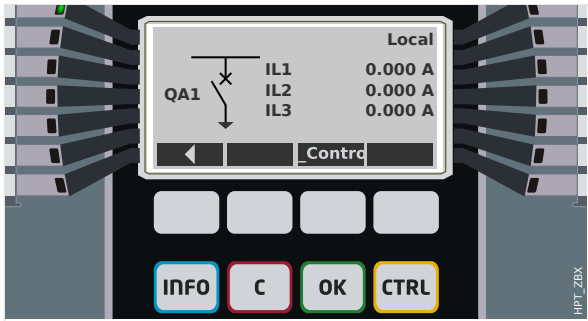 Local
IL1 0.000 A
QA1 IL2 0.000 A
IL3 0.000 A
_Contro
INFO C OK CTRL
HPT_ZBX